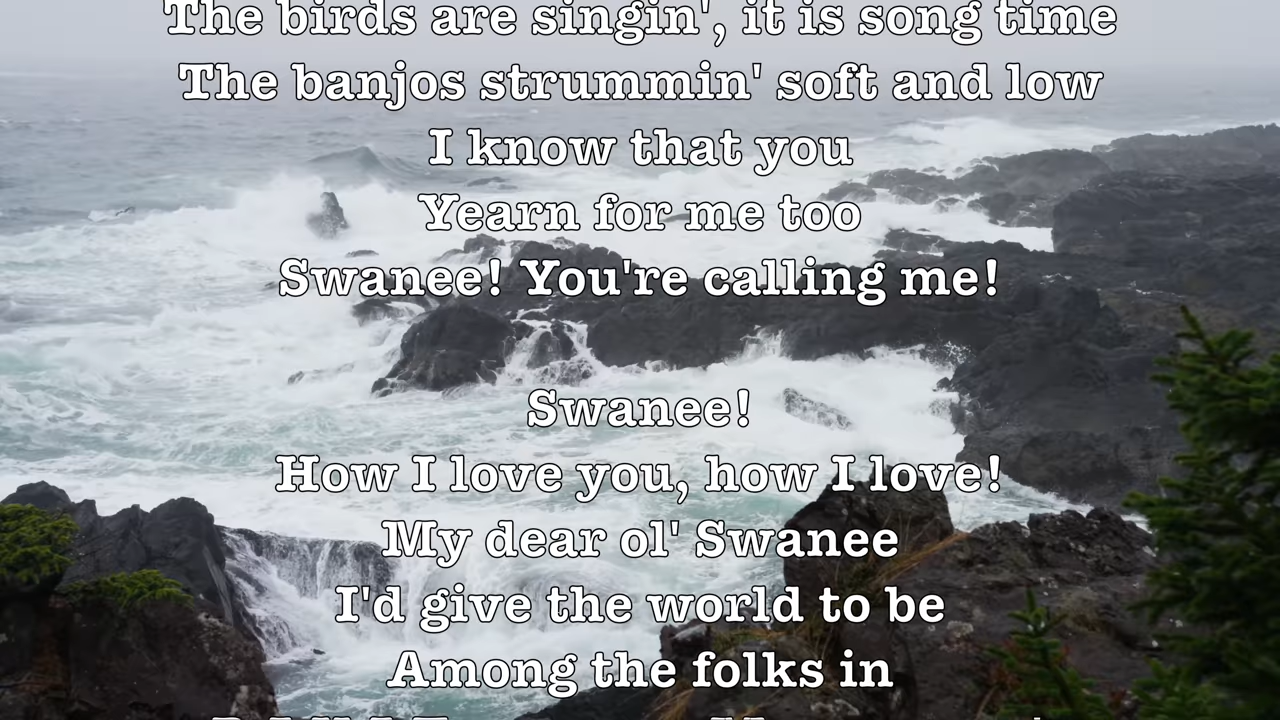 The birds are singin', it is song time
The banjos strummin' soft and low
I know that you
Yearn for me too
Swanee! You're calling me!
Swanee!
How I love you, how I love!
My dear ol' Swanee
I'd give the world to be
Among the folks in